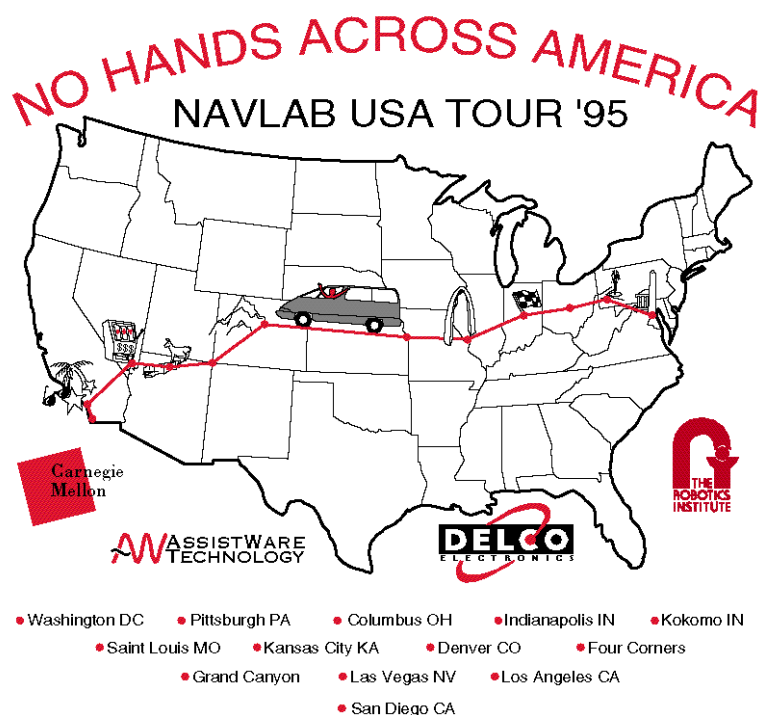 NO HANDS ACROSS AMERICA
NAVLAB USA TOUR '95
$$$
Carnegie
Mellon
THE
ROBOTICS
INSTITUTE
AW ASSISTWARE
TECHNOLOGY
DELCO
ELECTRONICS
Washington DC
Pittsburgh PA
Columbus OH
Indianapolis IN
Kokomo IN
Saint Louis MO
Kansas City KA
Denver CO
Four Corners
Grand Canyon
Las Vegas NV
Los Angeles CA
San Diego CA